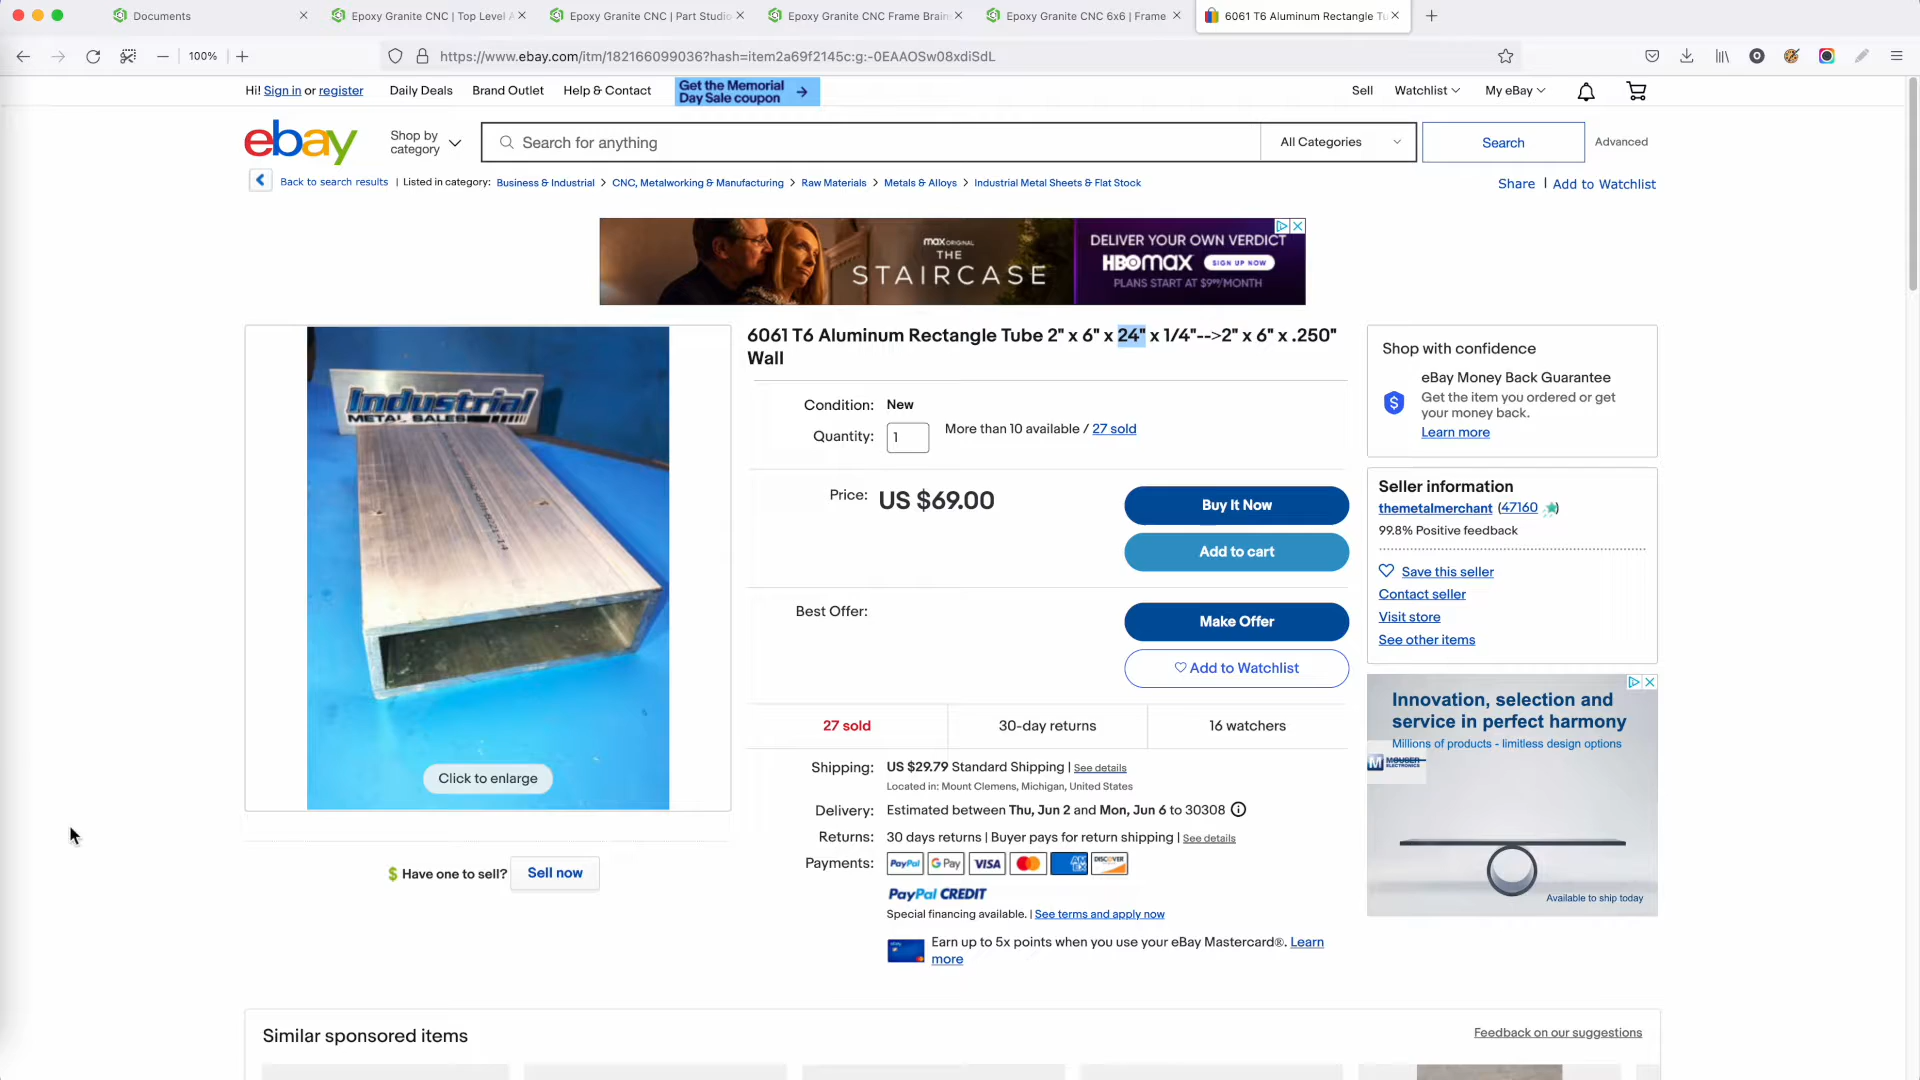 Documents
Epoxy Granite CNC | Top Level A
Epoxy Granite CNC | Part Studio
Epoxy Granite CNC Frame Brain
Epoxy Granite CNC 6x6 | Frame
6061 T6 Aluminum Rectangle Tu
100%
https://www.ebay.com/itm/182166099036?hash=item2a69f2145c:g:-0EAAOSw08xdiSdL
Hi! Sign in or register
Daily Deals
Brand Outlet
Help & Contact
Get the Memorial
Day Sale coupon
Sell
Watchlist
My eBay
ebay
Shop by
category
Search for anything
All Categories
Search
Advanced
Back to search results | Listed in category: Business & Industrial > CNC, Metalworking & Manufacturing > Raw Materials > Metals & Alloys > Industrial Metal Sheets & Flat Stock
Share | Add to Watchlist
max ORIGINAL
THE
STAIRCASE
DELIVER YOUR OWN VERDICT
HBOMAX SIGN UP NOW
PLANS START AT $9.99/MONTH
Industrial
METAL SALES
Click to enlarge
Have one to sell? Sell now
6061 T6 Aluminum Rectangle Tube 2" x 6" x 24" x 1/4"-->2" x 6" x .250"
Wall
Condition: New
Quantity: 1 More than 10 available / 27 sold
Price: US $69.00
Buy It Now
Add to cart
Best Offer:
Make Offer
Add to Watchlist
27 sold
30-day returns
16 watchers
Shipping: US $29.79 Standard Shipping | See details
Located in: Mount Clemens, Michigan, United States
Delivery: Estimated between Thu, Jun 2 and Mon, Jun 6 to 30308
Returns: 30 days returns | Buyer pays for return shipping | See details
Payments: PayPal G Pay VISA DISCOVER
PayPal CREDIT
Special financing available. | See terms and apply now
Earn up to 5x points when you use your eBay Mastercard®. Learn
more
Shop with confidence
eBay Money Back Guarantee
Get the item you ordered or get
your money back.
Learn more
Seller information
themetalmerchant (47160)
99.8% Positive feedback
Save this seller
Contact seller
Visit store
See other items
Innovation, selection and
service in perfect harmony
Millions of products - limitless design options
M MOUSER
ELECTRONICS
Available to ship today
Similar sponsored items
Feedback on our suggestions